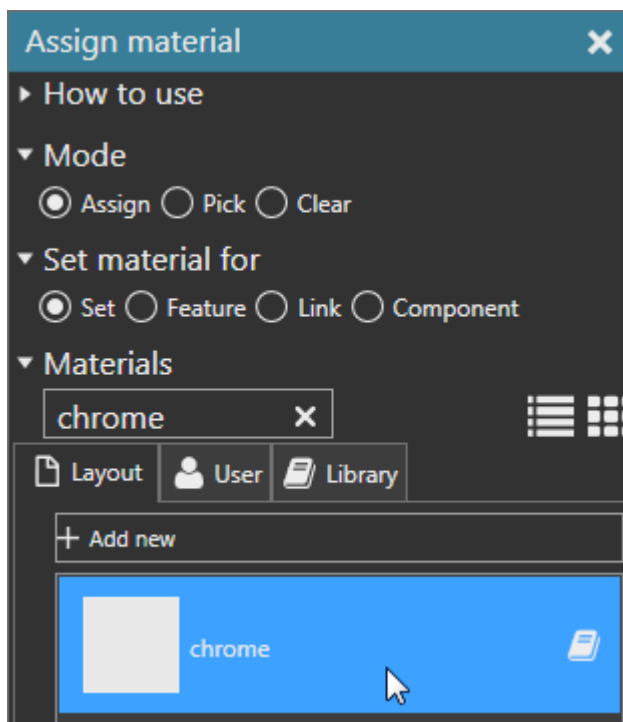 Assign material
How to use
Mode
Assign Pick Clear
Set material for
Set Feature Link Component
Materials
chrome
Layout User Library
Add new
chrome